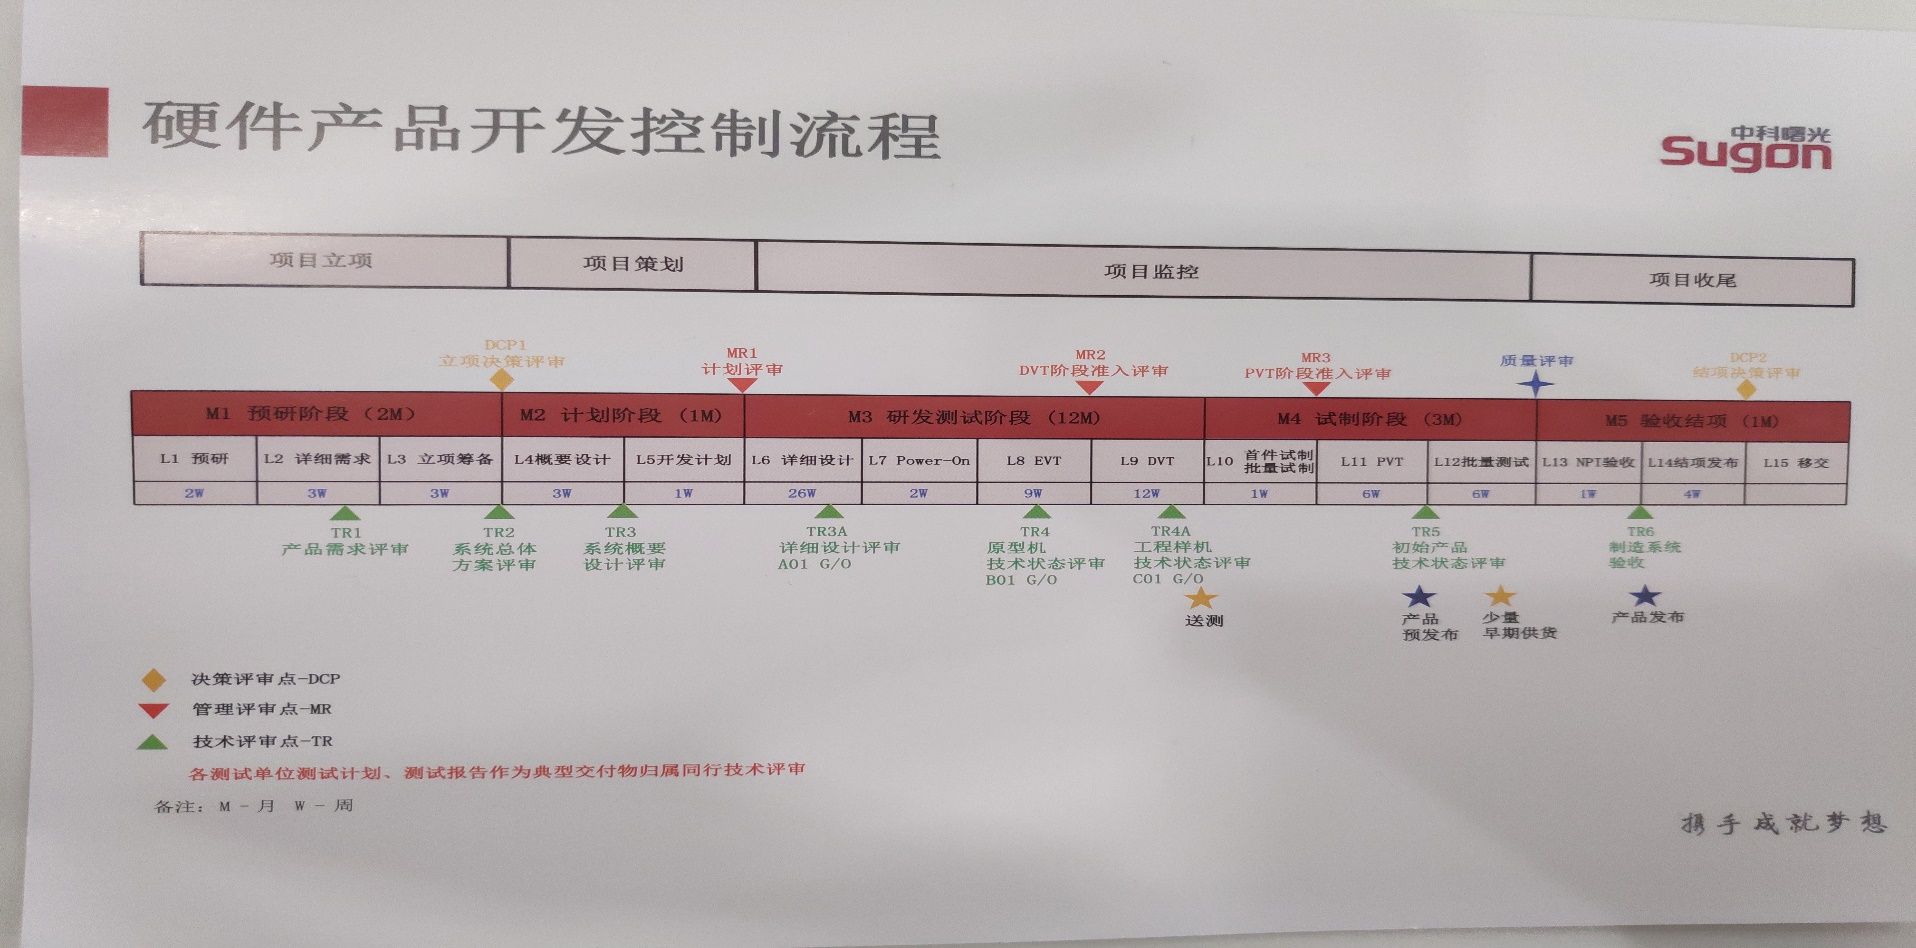 硬件产品开发控制流程
中科曙光
Sugon
项目立项 项目策划 项目监控 项目收尾
DCP1
立项决策评审
MR1
计划评审
MR2
DVT阶段准入评审
MR3
PVT阶段准入评审
质量评审
DCP2
结项决策评审
M1 预研阶段（2M） M2 计划阶段（1M） M3 研发测试阶段（12M） M4 试制阶段（3M） M5 验收结项（1M）
L1 预研 L2 详细需求 L3 立项筹备 L4概要设计 L5开发计划 L6 详细设计 L7 Power-On L8 EVT L9 DVT L10 首件试制 批量试制 L11 PVT L12批量测试 L13 NPI验收 L14结项发布 L15 移交
2W 3W 3W 3W 1W 26W 2W 9W 12W 1W 6W 6W 1W 4W
TR1
产品需求评审
TR2
系统总体
方案评审
TR3
系统概要
设计评审
TR3A
详细设计评审
A01 G/O
TR4
原型机
技术状态评审
B01 G/O
TR4A
工程样机
技术状态评审
C01 G/O
送测
TR5
初始产品
技术状态评审
产品
预发布
少量
早期供货
TR6
制造系统
验收
产品发布
决策评审点-DCP
管理评审点-MR
技术评审点-TR
各测试单位测试计划、测试报告作为典型交付物归属同行技术评审
备注：M - 月 W - 周
携手成就梦想